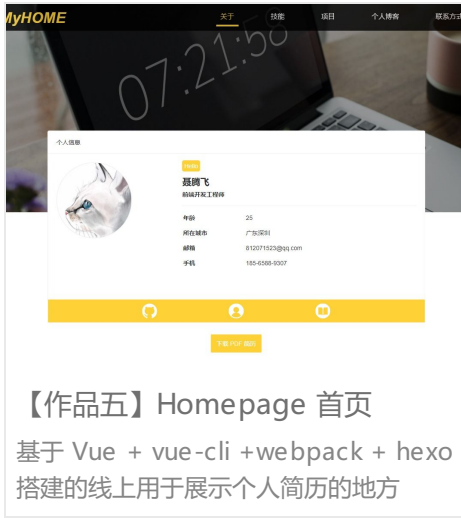 MyHOME
关于 技能 项目 个人博客 联系方式
07:21:50
个人信息
聂腾飞
前端开发工程师
年龄 25
所在城市 广东深圳
邮箱 812071523@qq.com
手机 185-6588-9307
下载 PDF 简历
【作品五】Homepage 首页
基于 Vue + vue-cli +webpack + hexo
搭建的线上用于展示个人简历的地方